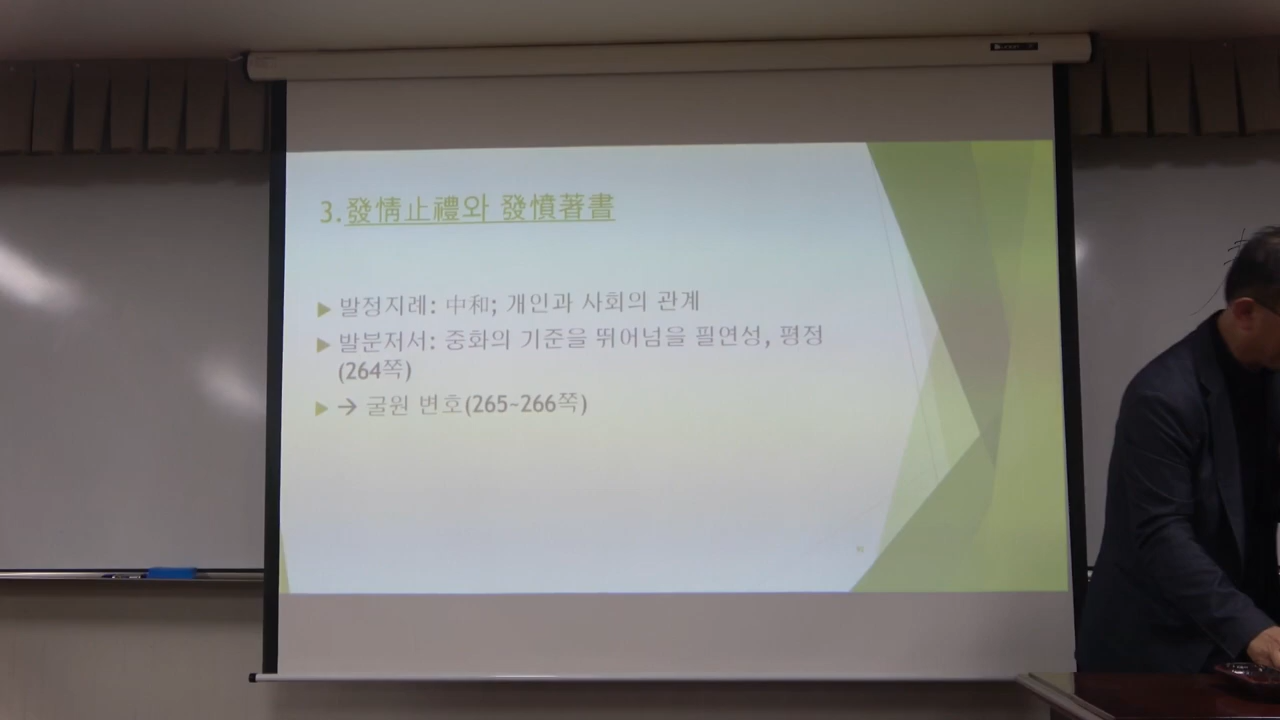 3.發情止禮와 發憤著書
발정지례: 中和; 개인과 사회의 관계
발분저서: 중화의 기준을 뛰어넘을 필연성, 평정
(264쪽)
→ 굴원 변호(265~266쪽)